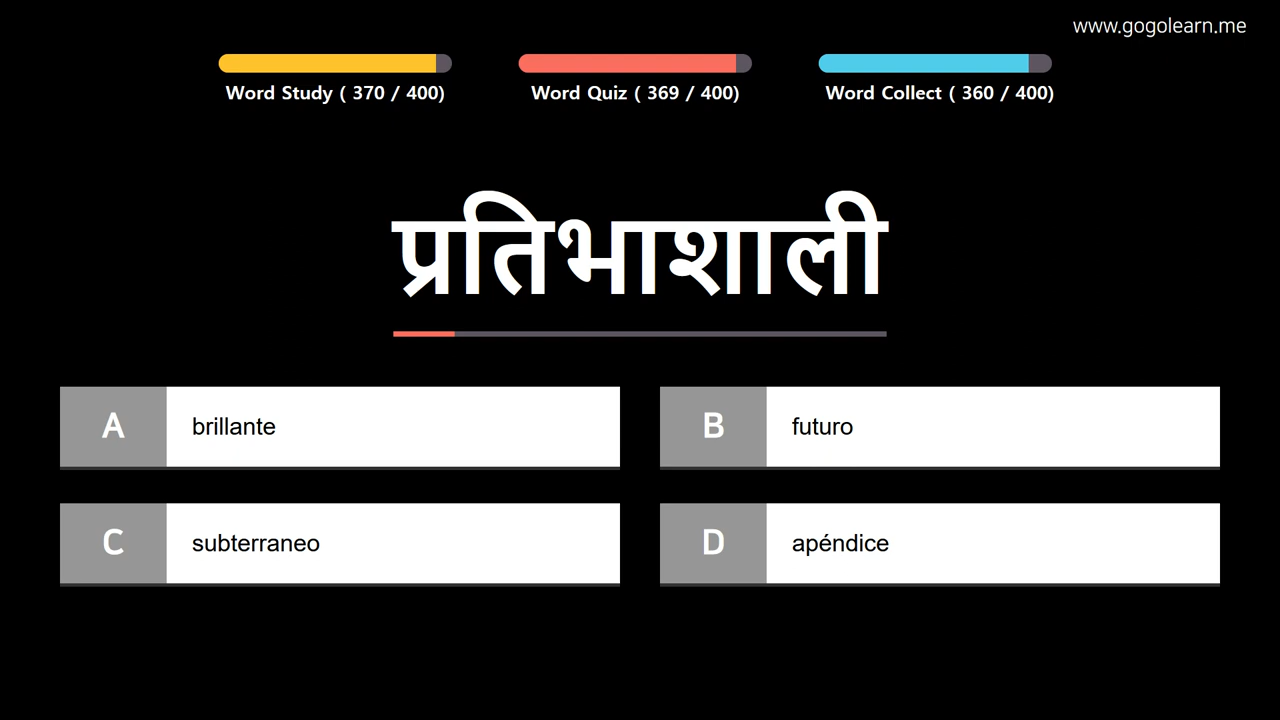 www.gogolearn.me
Word Study ( 370 / 400)
Word Quiz ( 369 / 400)
Word Collect ( 360 / 400)
प्रतिभाशाली
A brillante
B futuro
C subterraneo
D apéndice